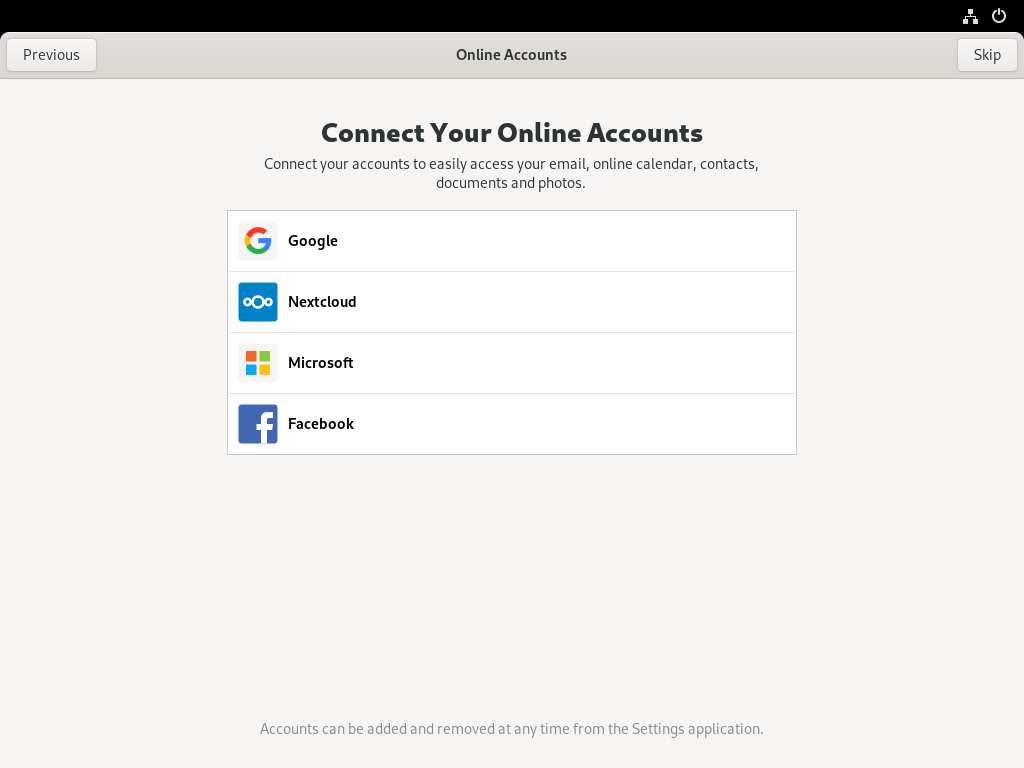 Previous
Online Accounts
Skip
Connect Your Online Accounts
Connect your accounts to easily access your email, online calendar, contacts,
documents and photos.
Google
Nextcloud
Microsoft
Facebook
Accounts can be added and removed at any time from the Settings application.